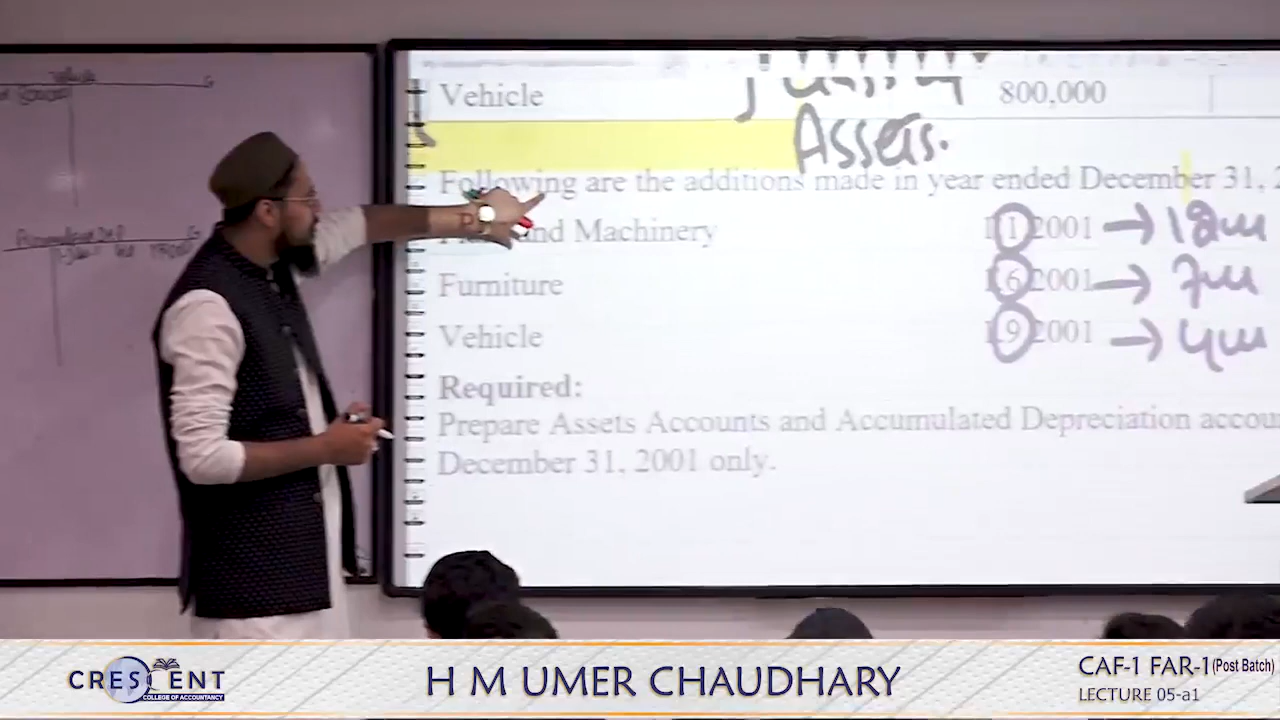 Vehicle 800,000
Assets.
Following are the additions made in year ended December 31,
and Machinery 1 1 2001 → 12m
Furniture 1 6 2001 → 7m
Vehicle 1 9 2001 → 4m
Required:
Prepare Assets Accounts and Accumulated Depreciation accou
December 31, 2001 only.
CRESCENT
COLLEGE OF ACCOUNTANCY
H M UMER CHAUDHARY
CAF-1 FAR-1(Post Batch)
LECTURE 05-a1